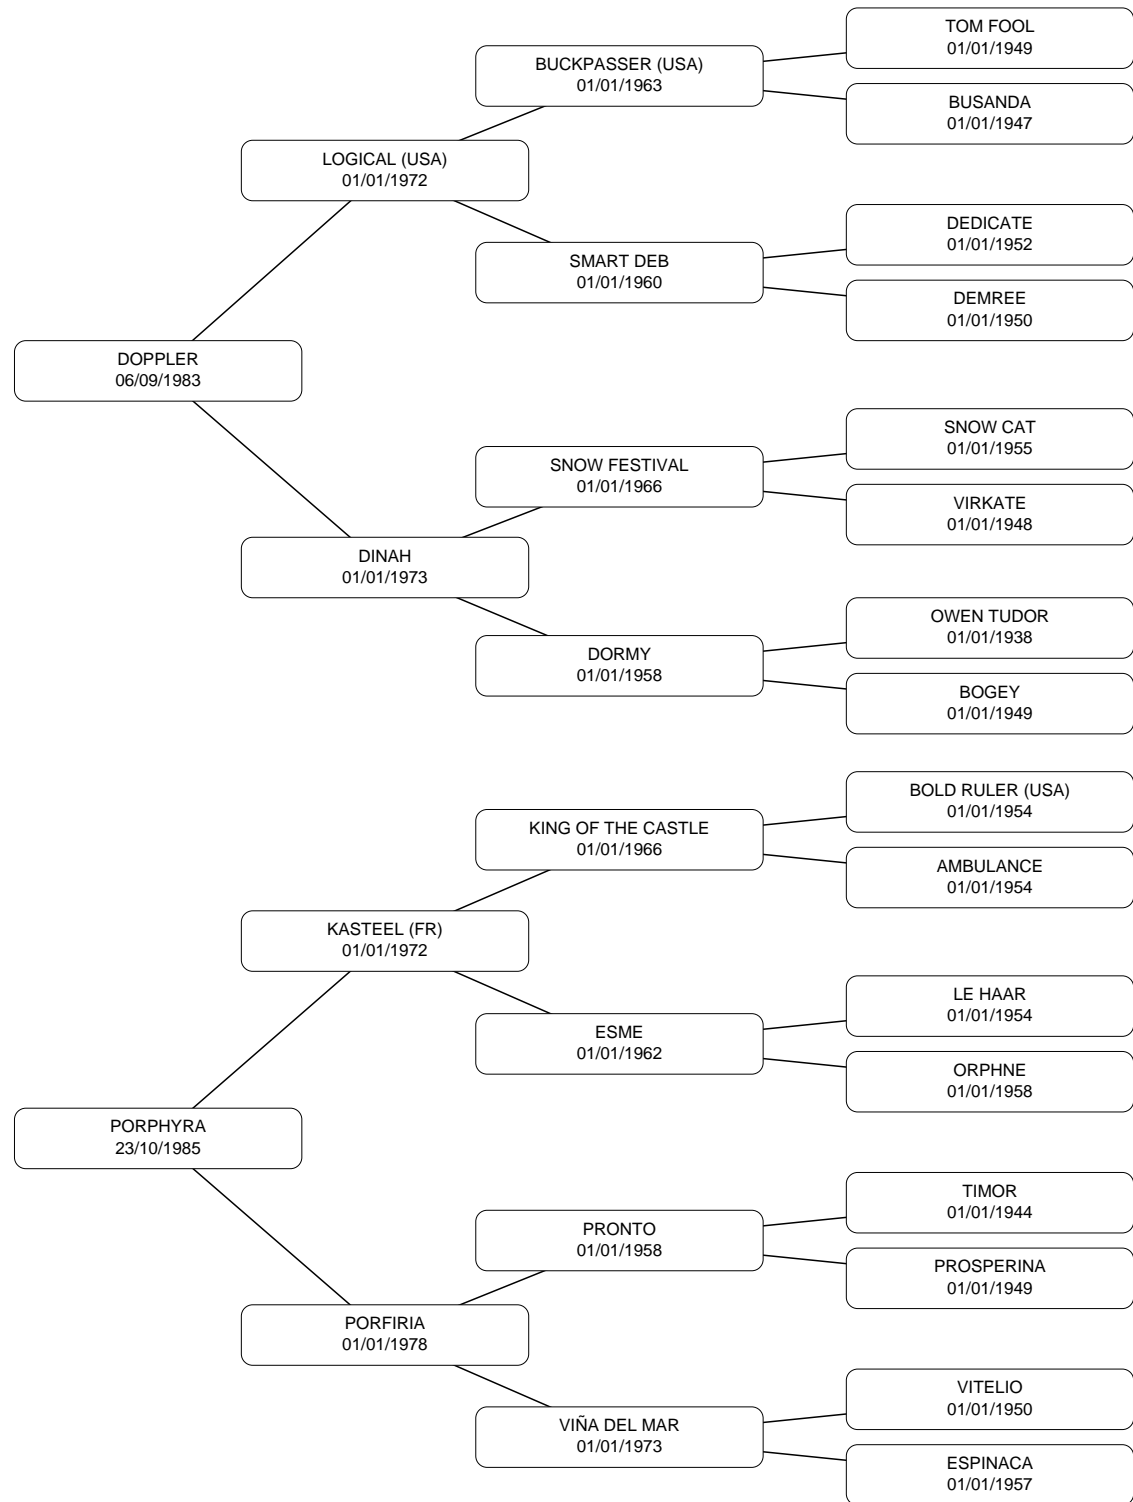 TOM FOOL
01/01/1949
BUCKPASSER (USA)
01/01/1963
BUSANDA
01/01/1947
LOGICAL (USA)
01/01/1972
DEDICATE
01/01/1952
SMART DEB
01/01/1960
DEMREE
01/01/1950
DOPPLER
06/09/1983
SNOW CAT
01/01/1955
SNOW FESTIVAL
01/01/1966
VIRKATE
01/01/1948
DINAH
01/01/1973
OWEN TUDOR
01/01/1938
DORMY
01/01/1958
BOGEY
01/01/1949
BOLD RULER (USA)
01/01/1954
KING OF THE CASTLE
01/01/1966
AMBULANCE
01/01/1954
KASTEEL (FR)
01/01/1972
LE HAAR
01/01/1954
ESME
01/01/1962
ORPHNE
01/01/1958
PORPHYRA
23/10/1985
TIMOR
01/01/1944
PRONTO
01/01/1958
PROSPERINA
01/01/1949
PORFIRIA
01/01/1978
VITELIO
01/01/1950
VIÑA DEL MAR
01/01/1973
ESPINACA
01/01/1957